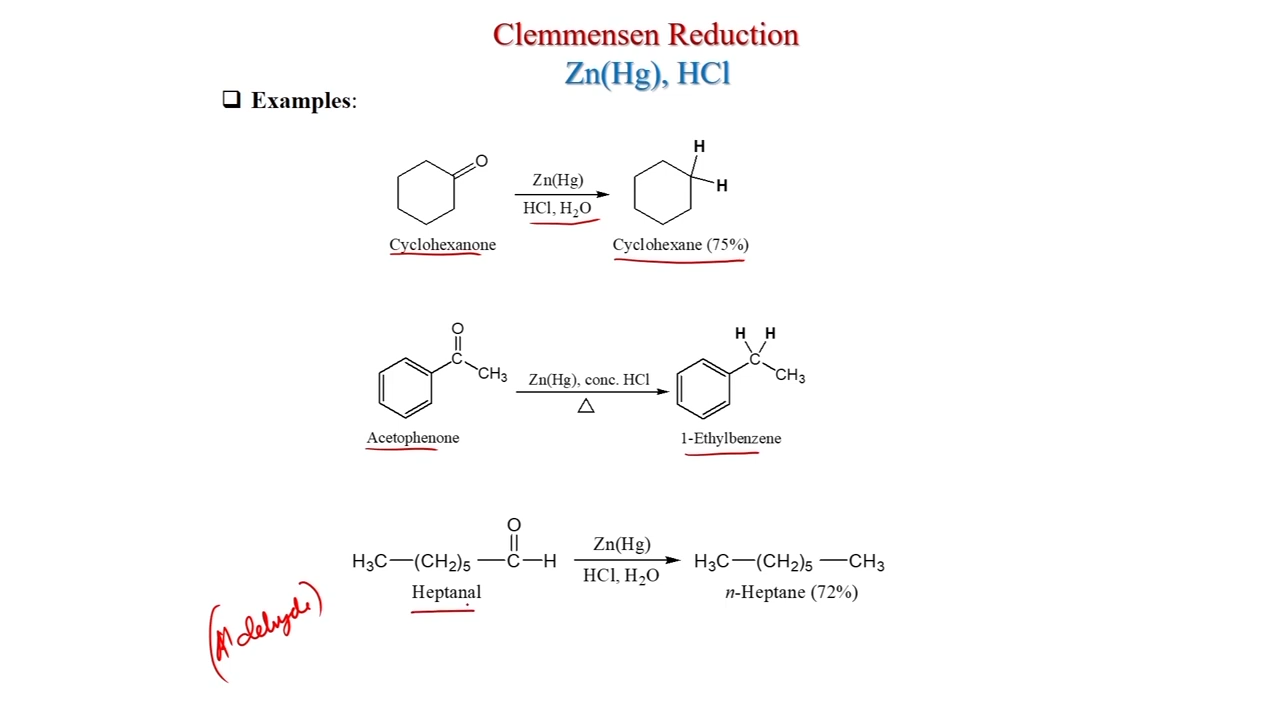 Clemmensen Reduction
Zn(Hg), HCl
❑ Examples:
H
O
Zn(Hg)
H
HCl, H₂O
Cyclohexanone
Cyclohexane (75%)
O
H H
C
C
CH₃
Zn(Hg), conc. HCl
CH₃
△
Acetophenone
1-Ethylbenzene
O
H₃C—(CH₂)₅—C—H
Zn(Hg)
HCl, H₂O
H₃C—(CH₂)₅—CH₃
Heptanal
n-Heptane (72%)
(Aldehyde)